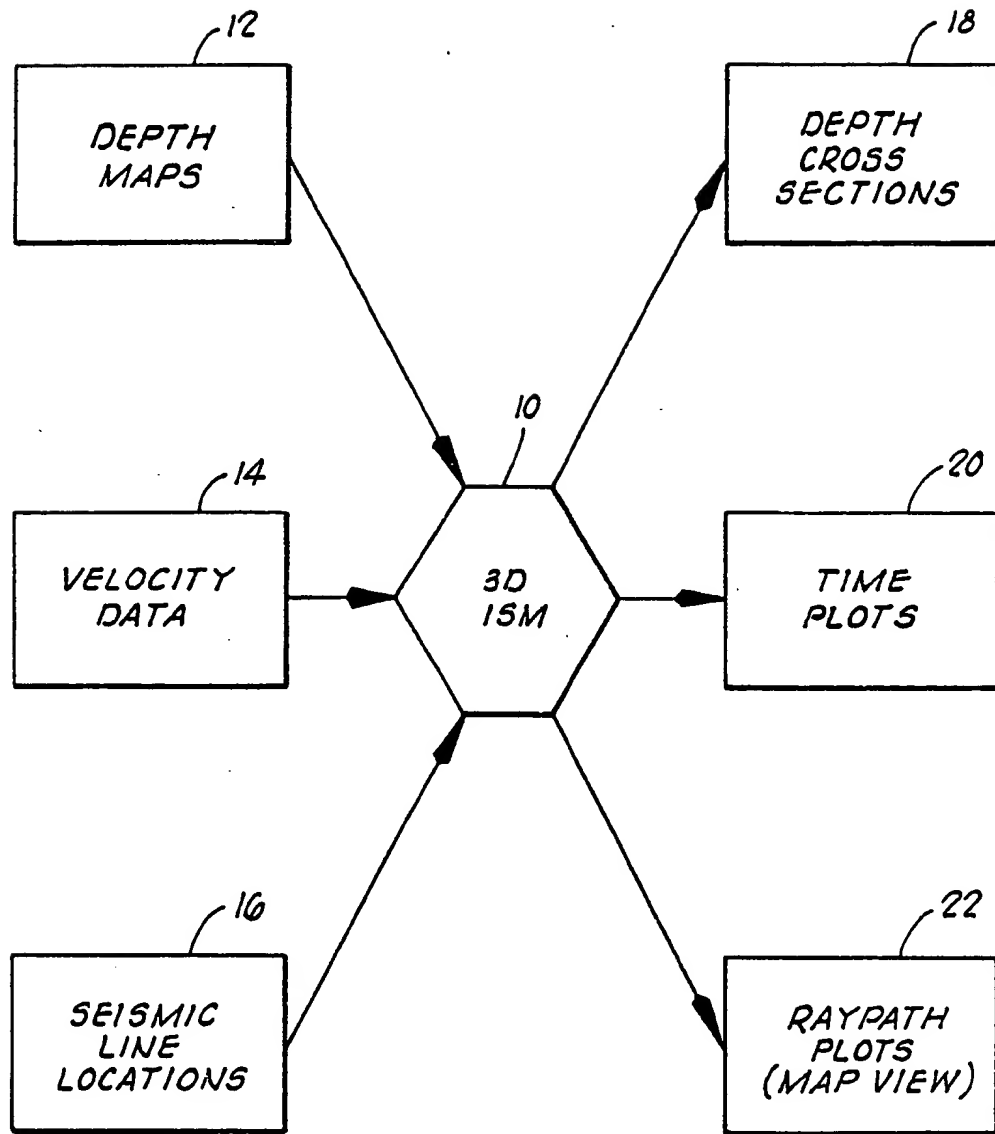 12
DEPTH
MAPS
18
DEPTH
CROSS
SECTIONS
10
3D
ISM
14
VELOCITY
DATA
20
TIME
PLOTS
16
SEISMIC
LINE
LOCATIONS
22
RAYPATH
PLOTS
(MAP VIEW)